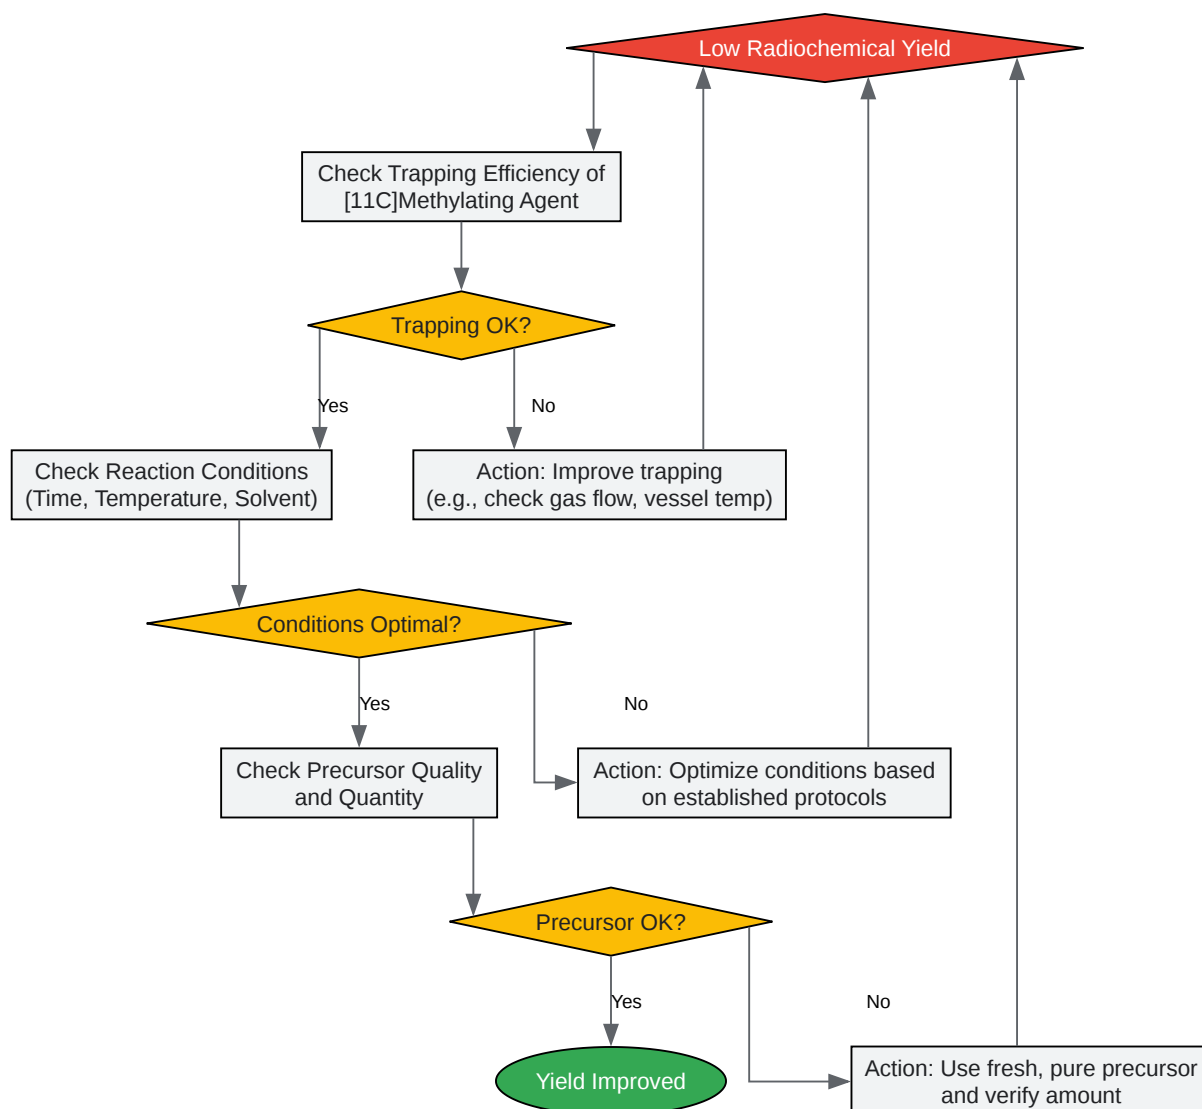 Low Radiochemical Yield
Check Trapping Efficiency of
[11C]Methylating Agent
Trapping OK?
Yes
No
Check Reaction Conditions
(Time, Temperature, Solvent)
Action: Improve trapping
(e.g., check gas flow, vessel temp)
Conditions Optimal?
Yes
No
Check Precursor Quality
and Quantity
Action: Optimize conditions based
on established protocols
Precursor OK?
Yes
No
Yield Improved
Action: Use fresh, pure precursor
and verify amount